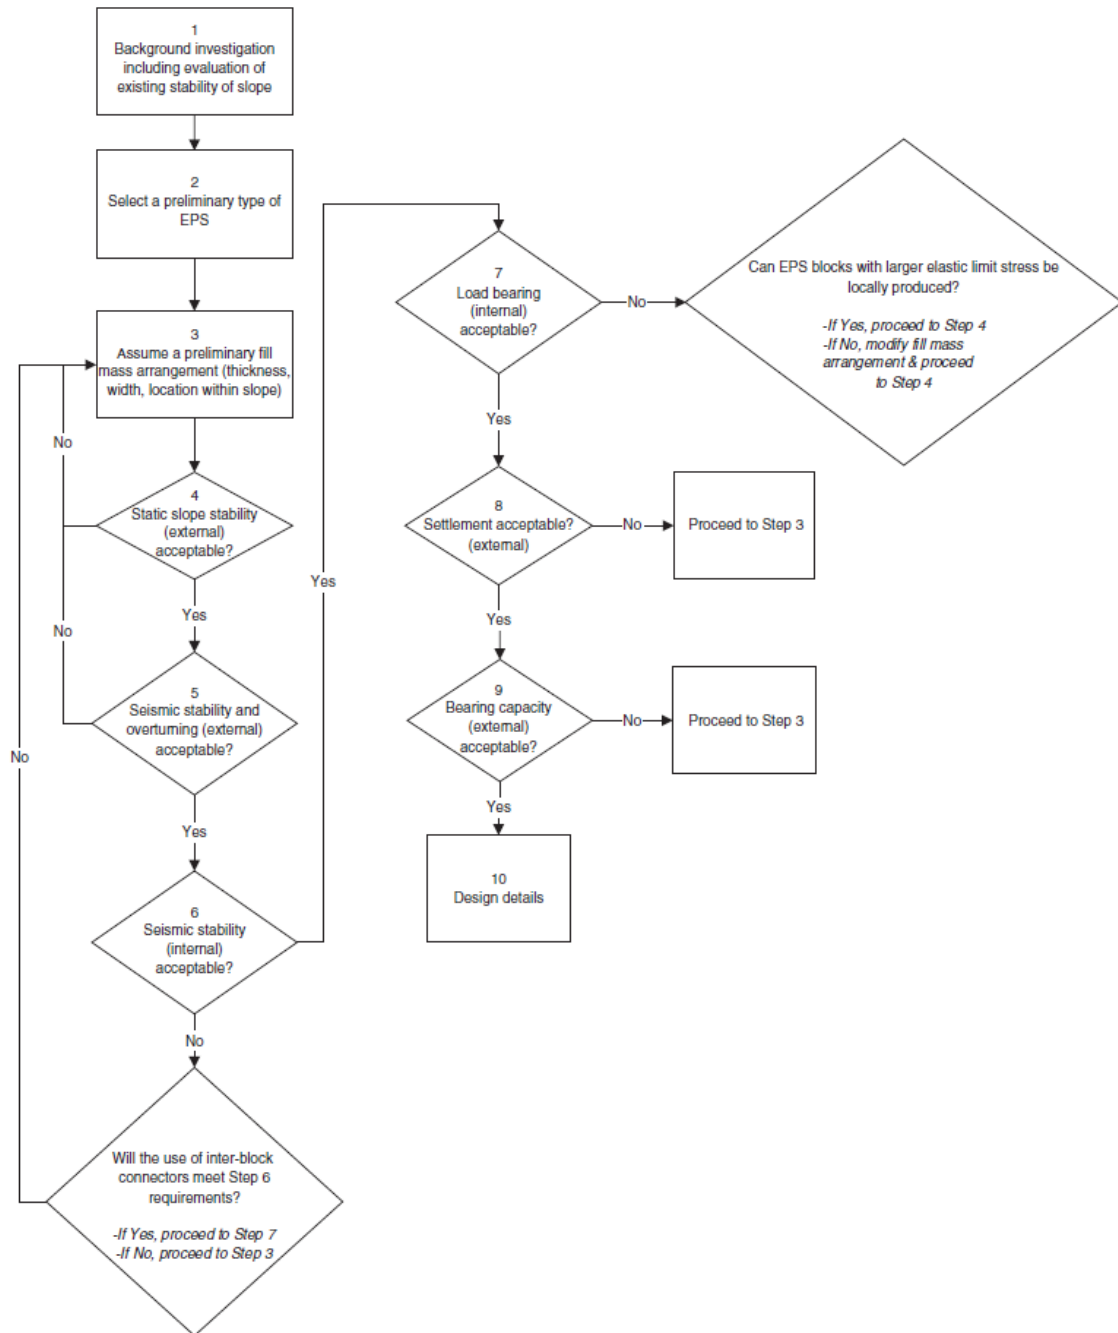 1
Background investigation
including evaluation of
existing stability of slope
2
Select a preliminary type of
EPS
3
Assume a preliminary fill
mass arrangement (thickness,
width, location within slope)
No
4
Static slope stability
(external)
acceptable?
Yes
No
5
Seismic stability and
overturning (external)
acceptable?
No
Yes
6
Seismic stability
(internal)
acceptable?
Yes
No
Will the use of inter-block
connectors meet Step 6
requirements?
-If Yes, proceed to Step 7
-If No, proceed to Step 3
7
Load bearing
(internal)
acceptable?
No
Can EPS blocks with larger elastic limit stress be
locally produced?
-If Yes, proceed to Step 4
-If No, modify fill mass
arrangement & proceed
to Step 4
Yes
8
Settlement acceptable?
(external)
No
Proceed to Step 3
Yes
9
Bearing capacity
(external)
acceptable?
No
Proceed to Step 3
Yes
10
Design details